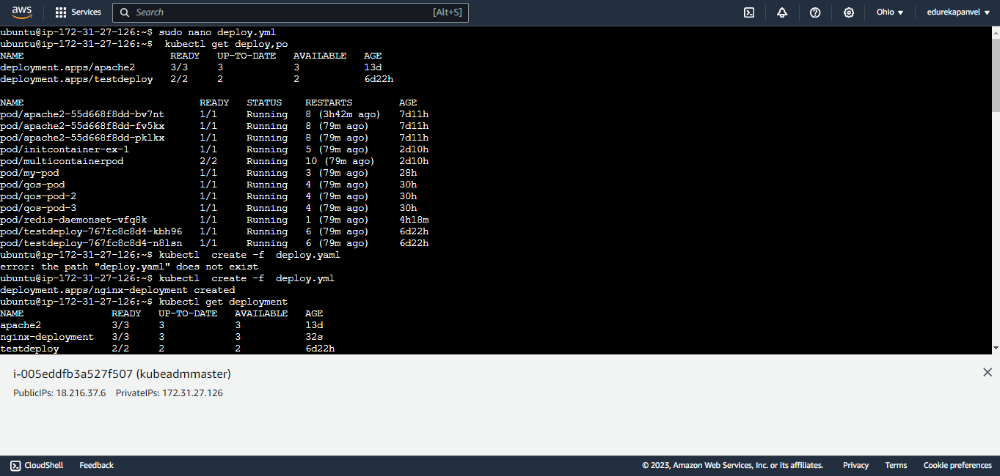 aws Services Search [Alt+S] Ohio edurekapanvel
ubuntu@ip-172-31-27-126:~$ sudo nano deploy.yml
ubuntu@ip-172-31-27-126:~$  kubectl get deploy,po
NAME                         READY   UP-TO-DATE   AVAILABLE   AGE
deployment.apps/apache2      3/3     3            3           13d
deployment.apps/testdeploy   2/2     2            2           6d22h

NAME                              READY   STATUS    RESTARTS        AGE
pod/apache2-55d668f8dd-bv7nt      1/1     Running   8 (3h42m ago)   7d11h
pod/apache2-55d668f8dd-fv5kx      1/1     Running   8 (79m ago)     7d11h
pod/apache2-55d668f8dd-pklkx      1/1     Running   8 (79m ago)     7d11h
pod/initcontainer-ex-1            1/1     Running   5 (79m ago)     2d10h
pod/multicontainerpod             2/2     Running   10 (79m ago)    2d10h
pod/my-pod                        1/1     Running   3 (79m ago)     28h
pod/qos-pod                       1/1     Running   4 (79m ago)     30h
pod/qos-pod-2                     1/1     Running   4 (79m ago)     30h
pod/qos-pod-3                     1/1     Running   4 (79m ago)     30h
pod/redis-daemonset-vfq8k         1/1     Running   1 (79m ago)     4h18m
pod/testdeploy-767fc8c8d4-kbh96   1/1     Running   6 (79m ago)     6d22h
pod/testdeploy-767fc8c8d4-n8lsn   1/1     Running   6 (79m ago)     6d22h
ubuntu@ip-172-31-27-126:~$ kubectl  create -f  deploy.yaml
error: the path "deploy.yaml" does not exist
ubuntu@ip-172-31-27-126:~$ kubectl  create -f  deploy.yml
deployment.apps/nginx-deployment created
ubuntu@ip-172-31-27-126:~$ kubectl get deployment
NAME               READY   UP-TO-DATE   AVAILABLE   AGE
apache2            3/3     3            3           13d
nginx-deployment   3/3     3            3           32s
testdeploy         2/2     2            2           6d22h
i-005eddfb3a527f507 (kubeadmmaster)
PublicIPs: 18.216.37.6 PrivateIPs: 172.31.27.126
CloudShell Feedback © 2023, Amazon Web Services, Inc. or its affiliates. Privacy Terms Cookie preferences